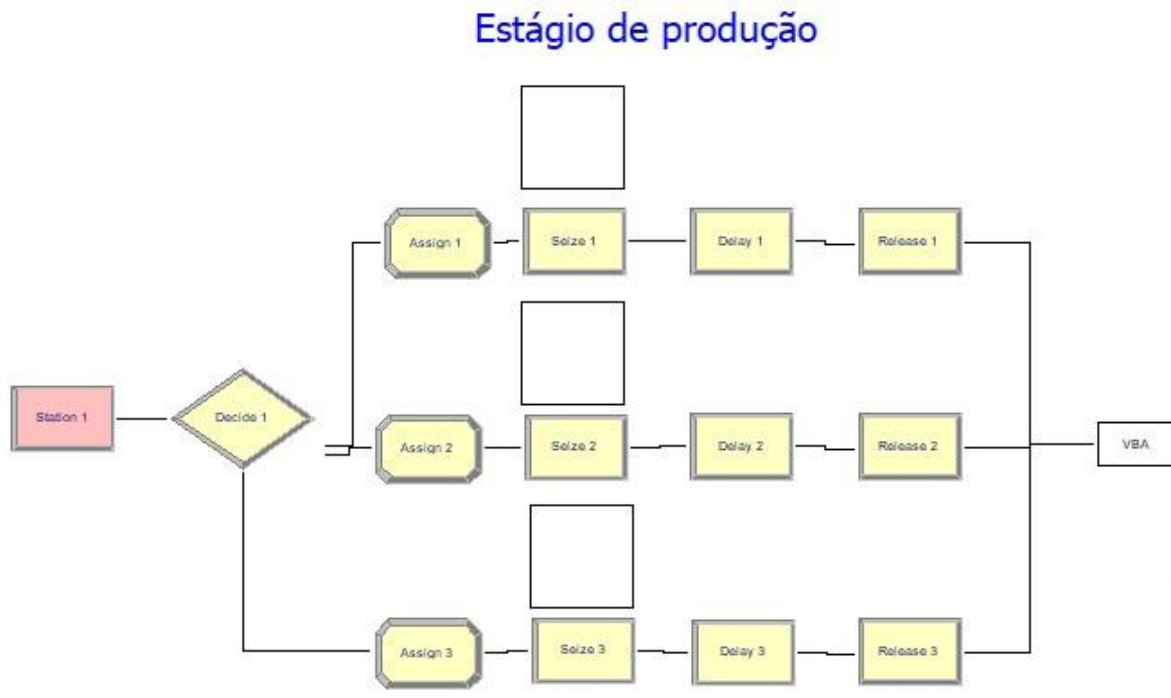 Estágio de produção
Assign 1
Seize 1
Delay 1
Release 1
Station 1
Decide 1
Assign 2
Seize 2
Delay 2
Release 2
VBA
Assign 3
Seize 3
Delay 3
Release 3